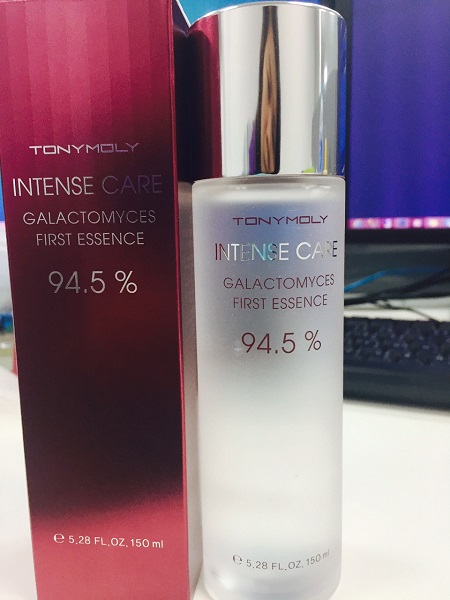 TONYMOLY
INTENSE CARE
GALACTOMYCES
FIRST ESSENCE
94.5 %
℮ 5.28 FL.OZ. 150 ml
TONYMOLY
INTENSE CARE
GALACTOMYCES
FIRST ESSENCE
94.5 %
℮ 5.28 FL.OZ. 150 ml